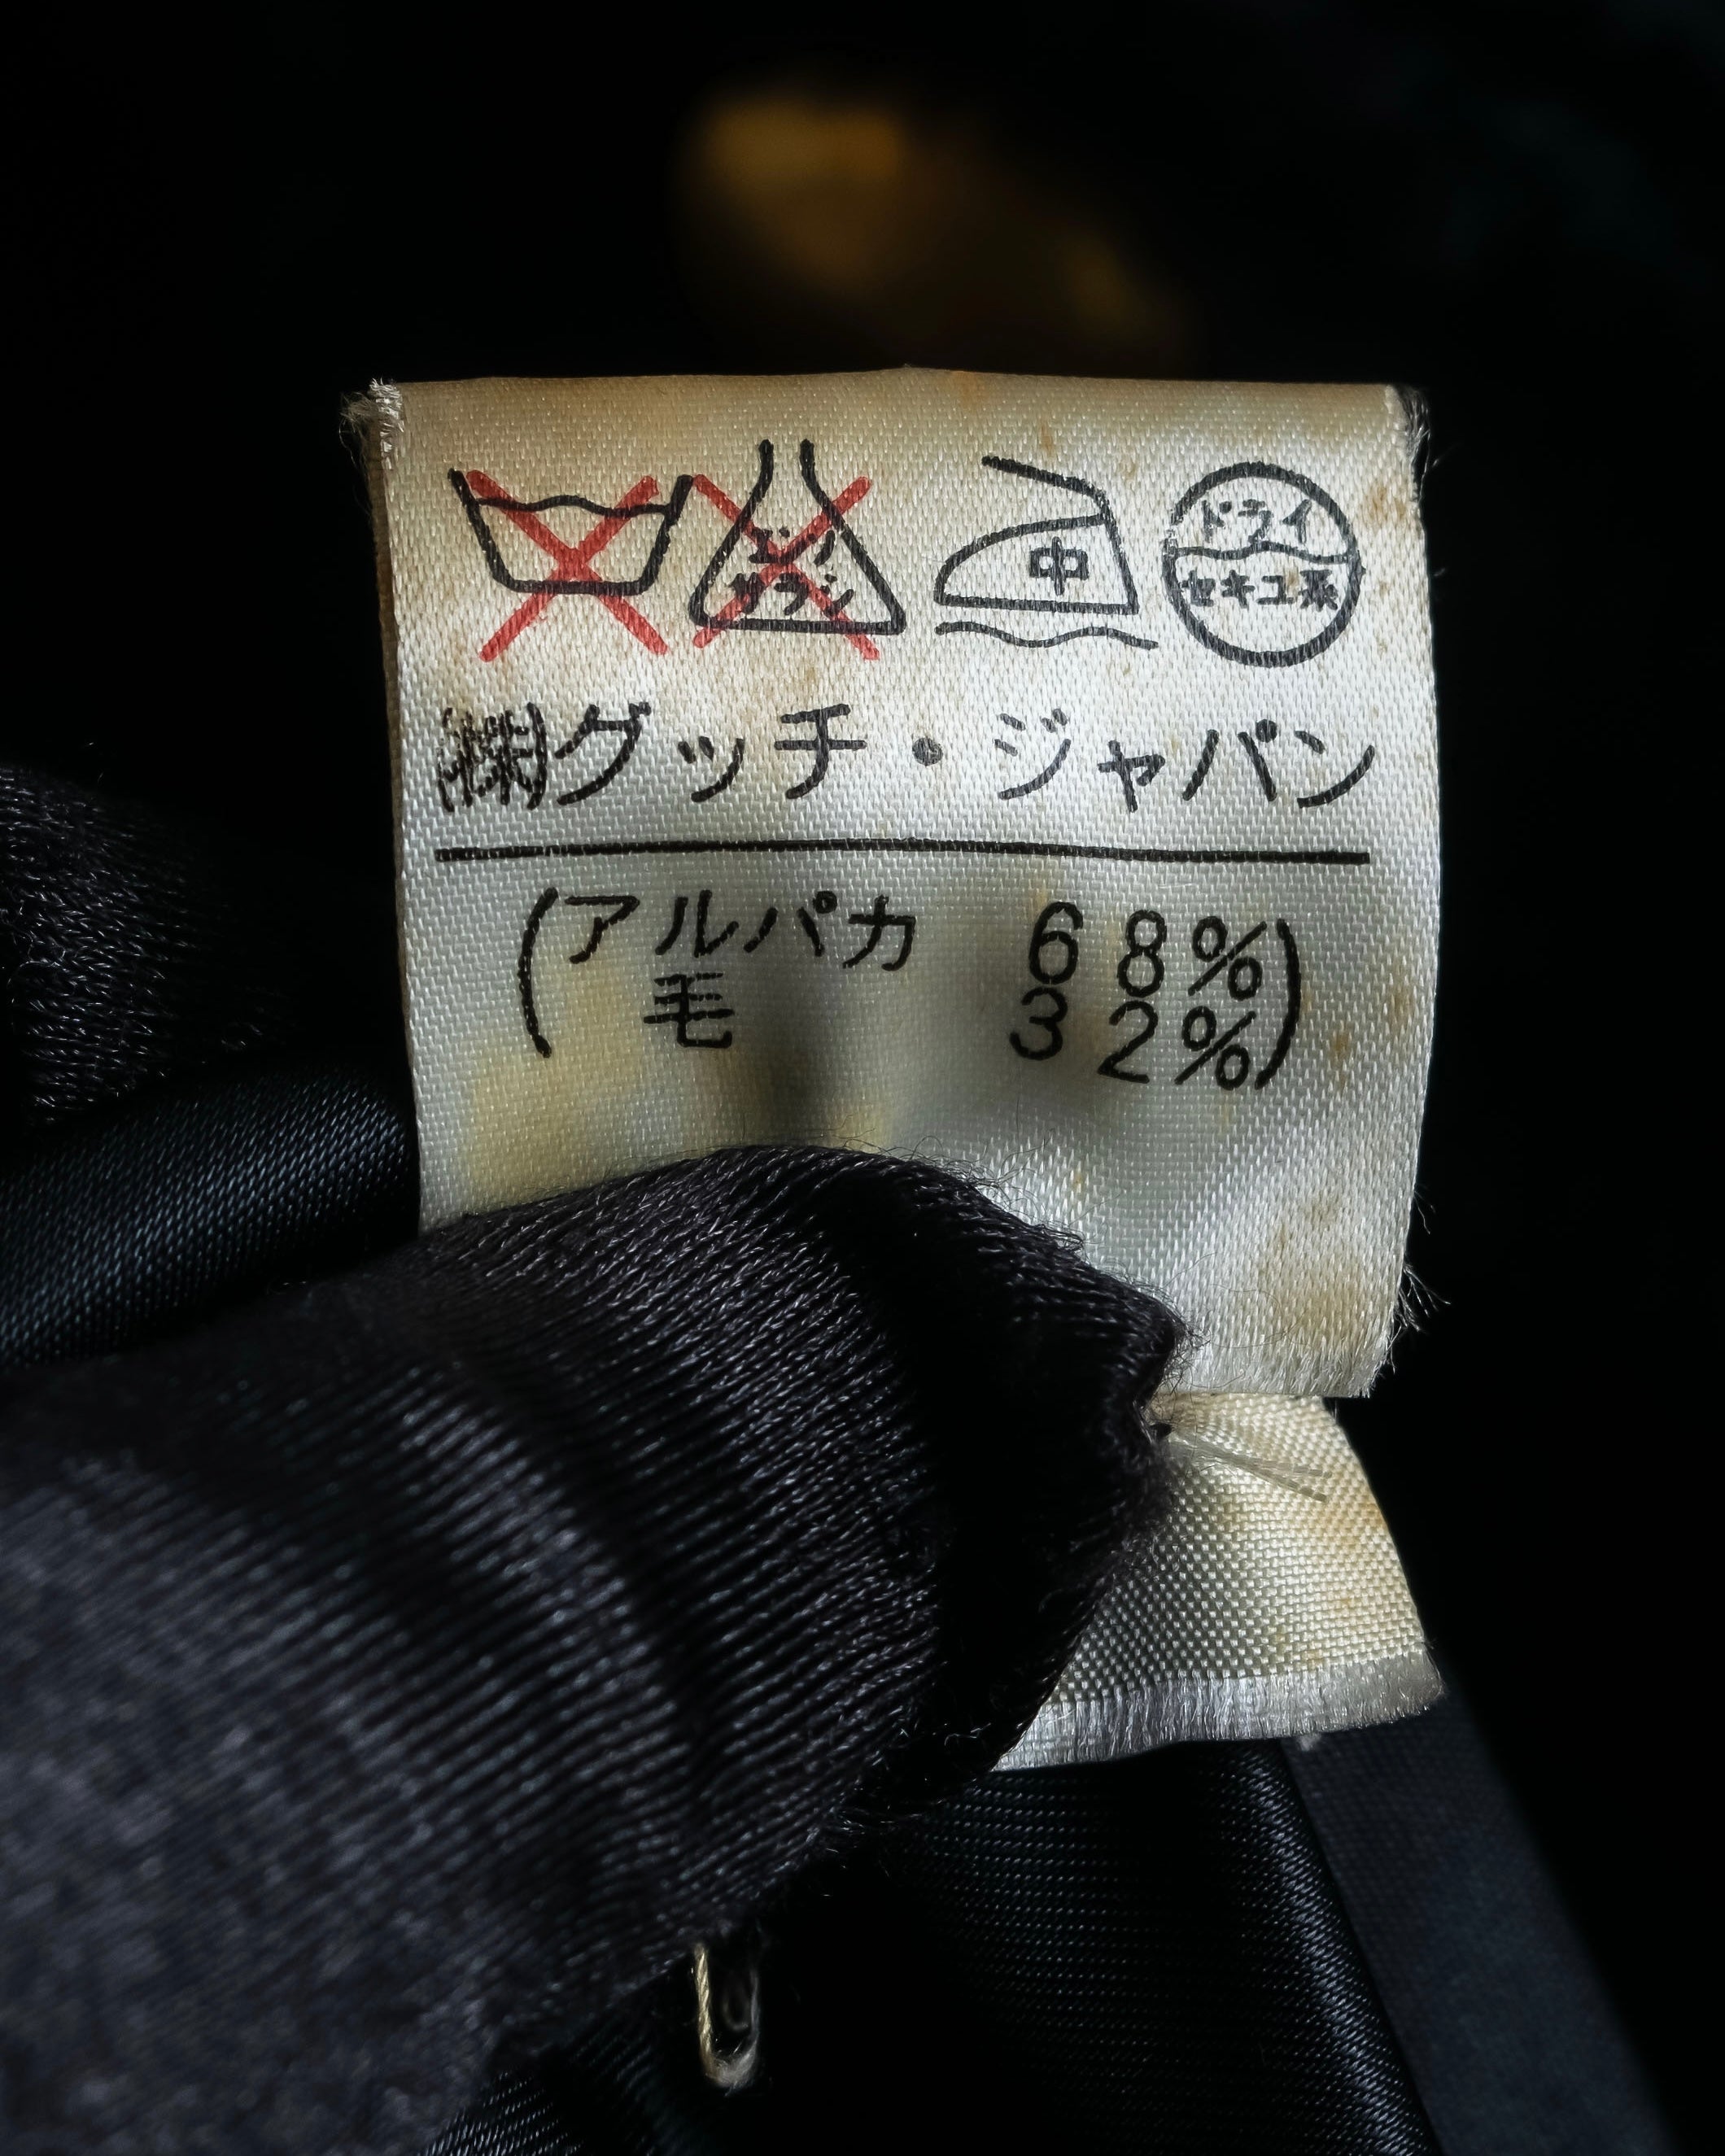 エンソ
サラシ
中
ドライ
セキユ系
㈱グッチ・ジャパン
(アルパカ 68%
毛 32%)